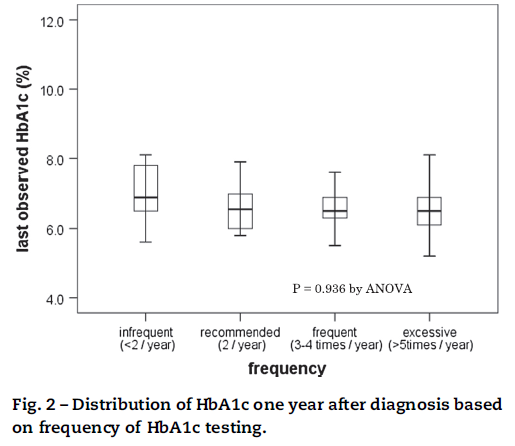 12.0
10.0
8.0
6.0
4.0
last observed HbA1c (%)
P = 0.936 by ANOVA
infrequent recommended frequent excessive
(<2 / year) (2 / year) (3-4 times / year) (>5times / year)
frequency
Fig. 2 – Distribution of HbA1c one year after diagnosis based
on frequency of HbA1c testing.